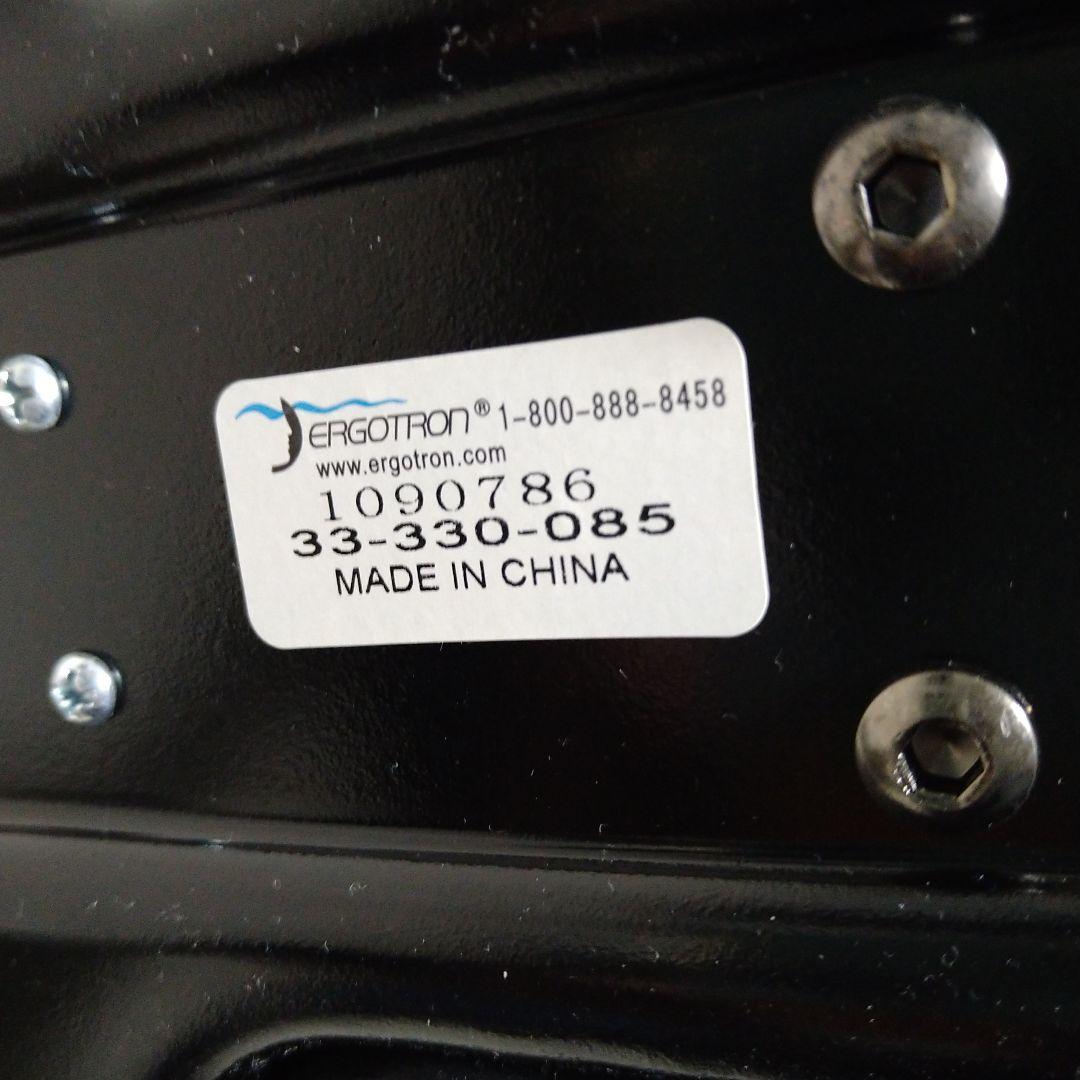 ERGOTRON® 1-800-888-8458
www.ergotron.com
1090786
33-330-085
MADE IN CHINA